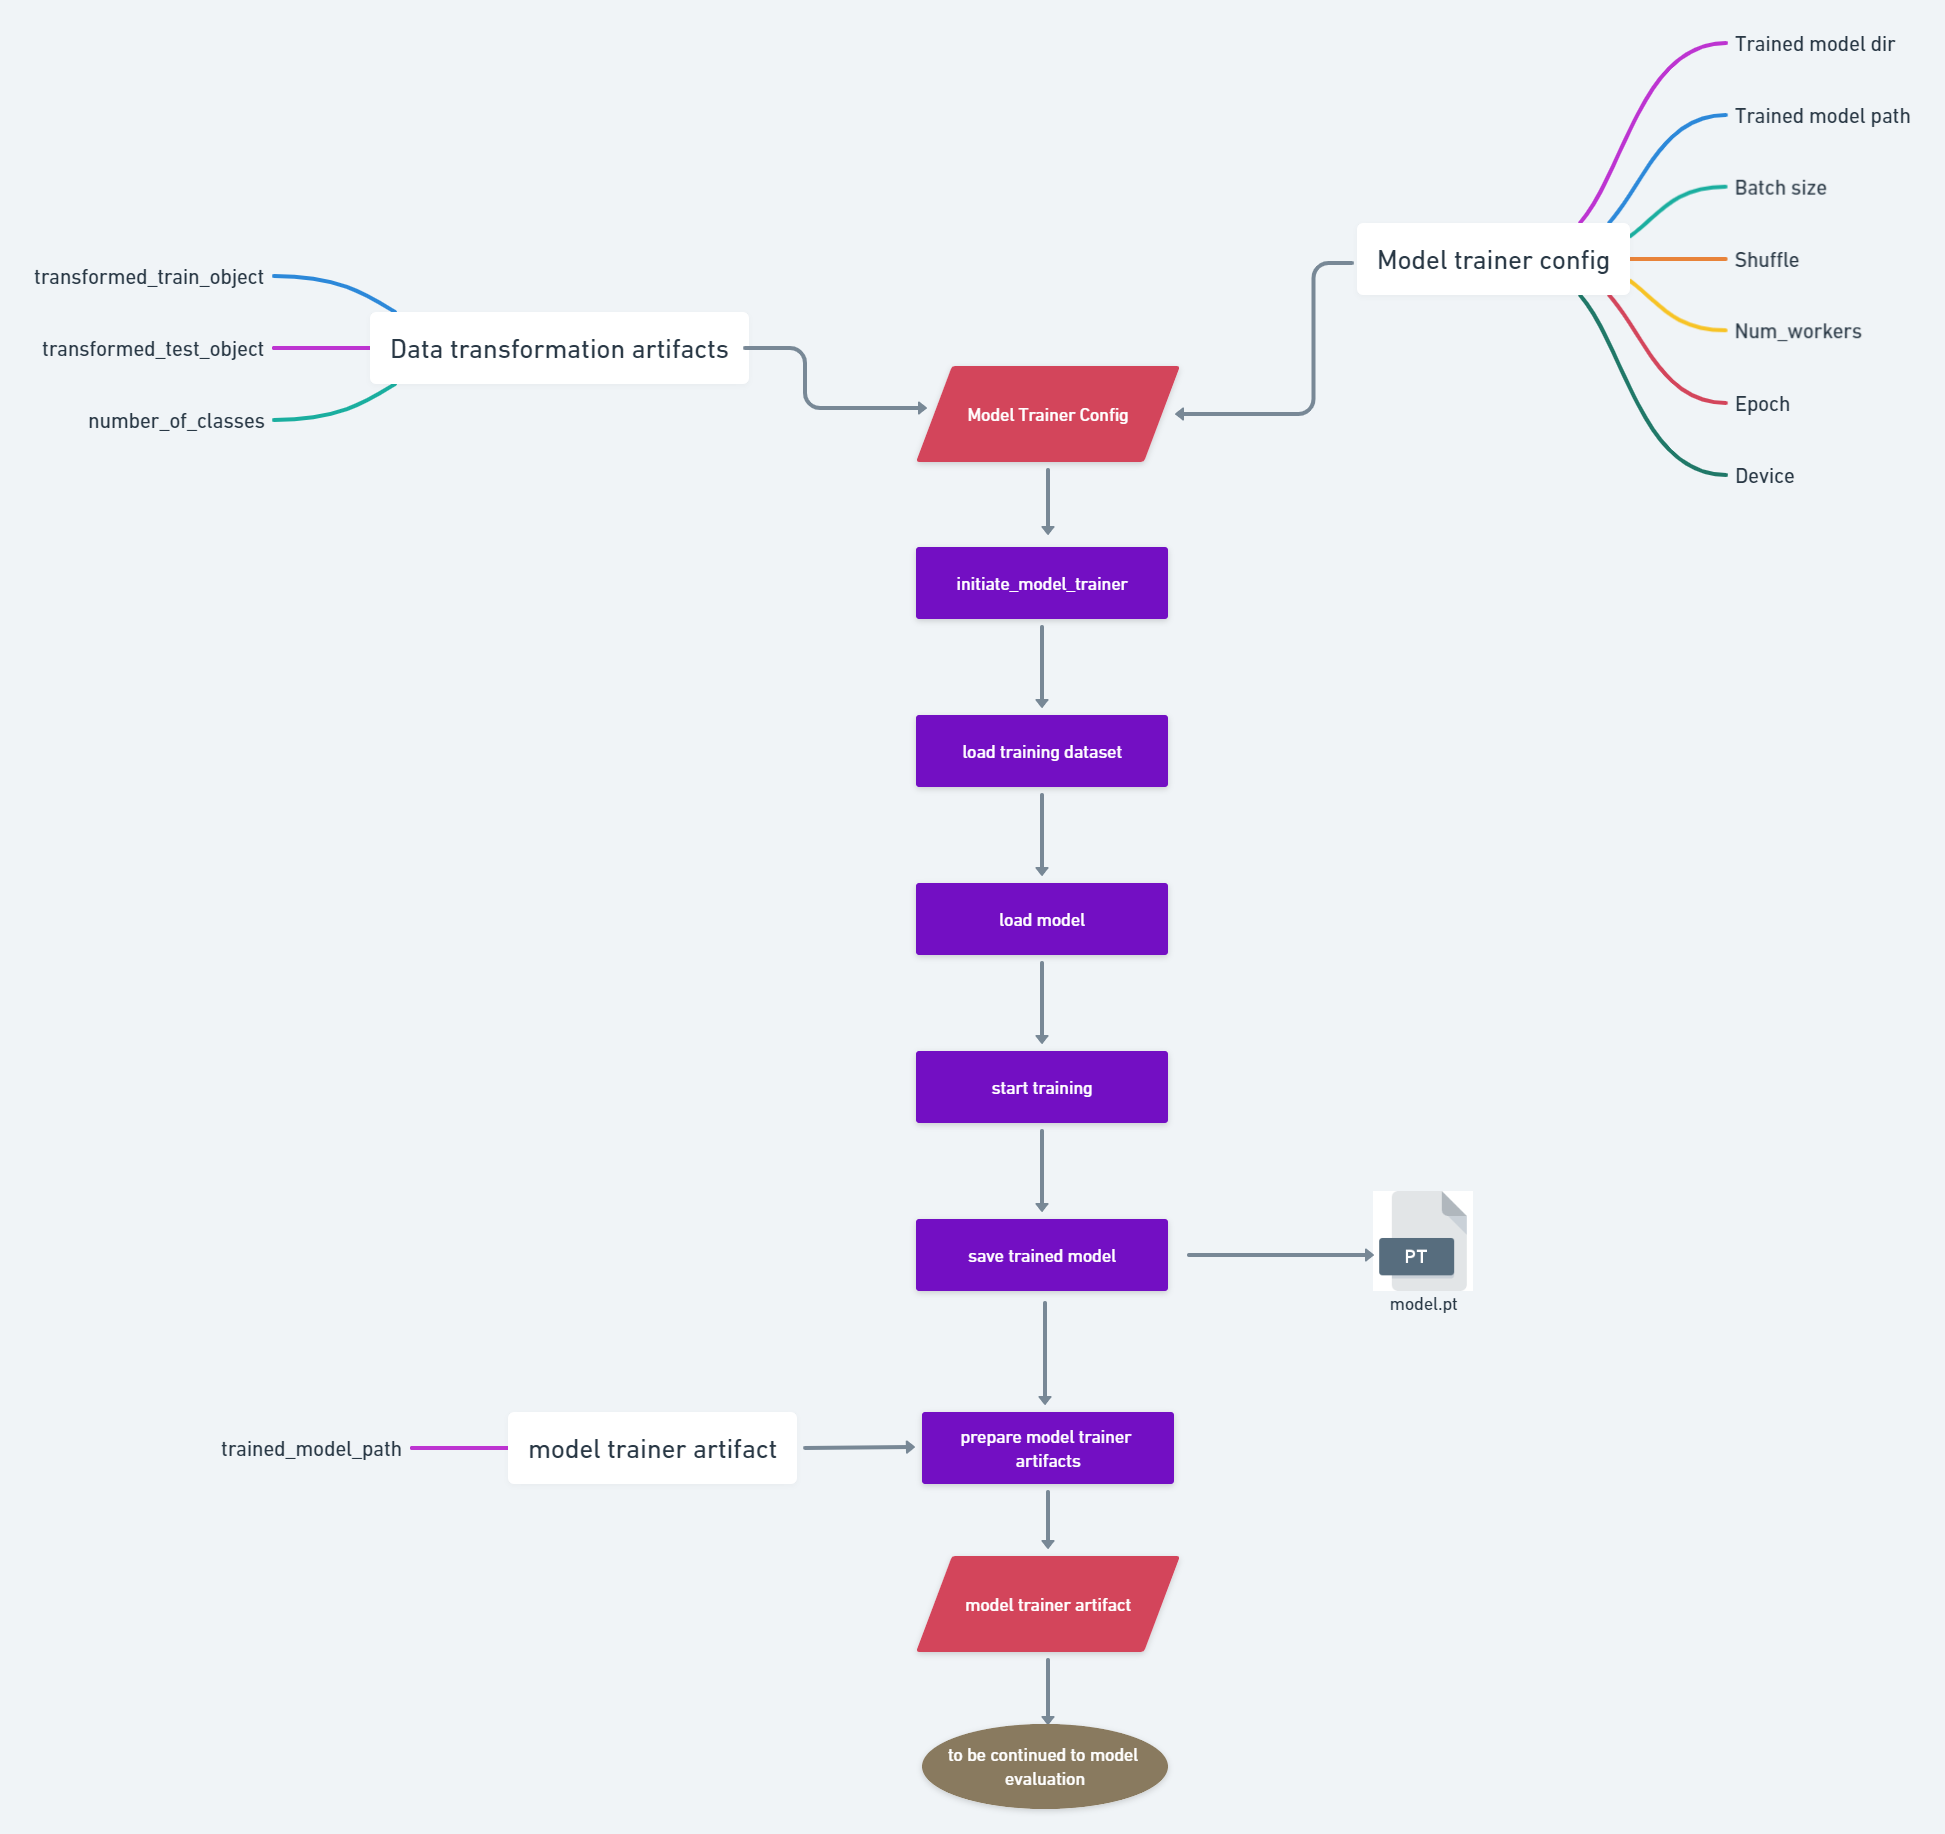 Trained model dir
Trained model path
Batch size
Shuffle
Num_workers
Epoch
Device
Model trainer config
transformed_train_object
transformed_test_object
number_of_classes
Data transformation artifacts
Model Trainer Config
initiate_model_trainer
load training dataset
load model
start training
save trained model
PT
model.pt
trained_model_path
model trainer artifact
prepare model trainer
artifacts
model trainer artifact
to be continued to model
evaluation